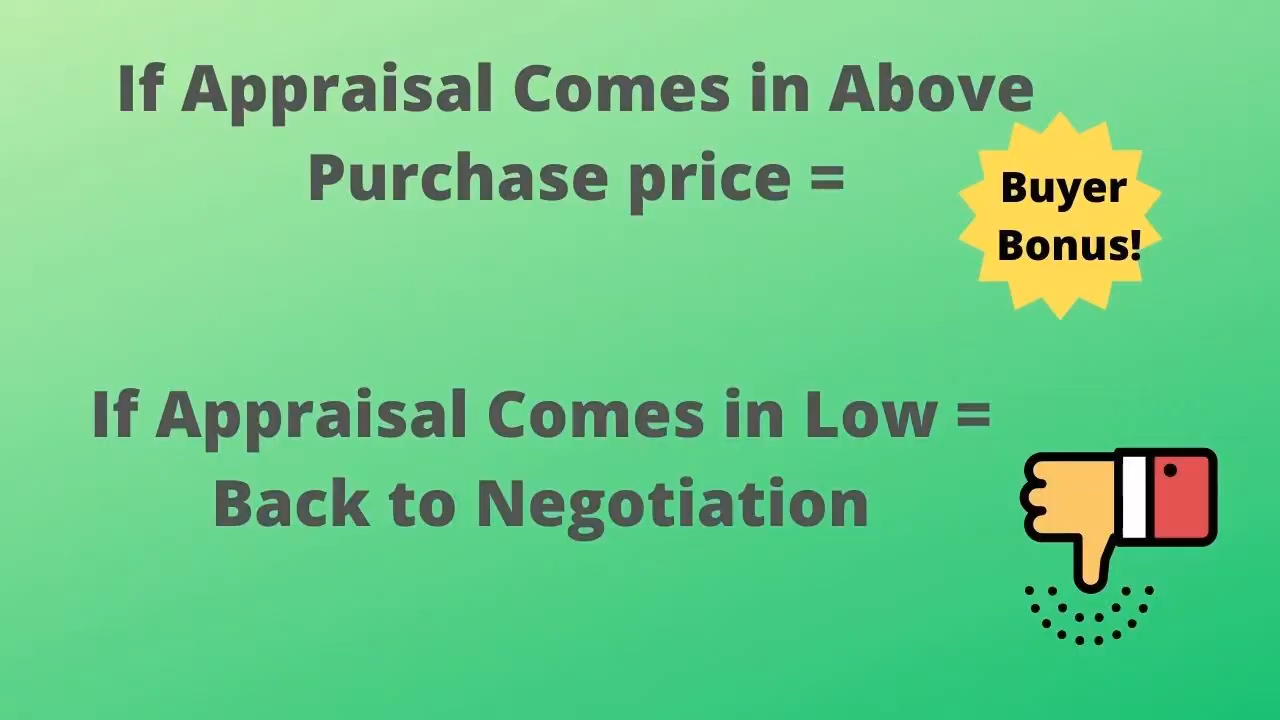 If Appraisal Comes in Above
Purchase price =
Buyer
Bonus!
If Appraisal Comes in Low =
Back to Negotiation